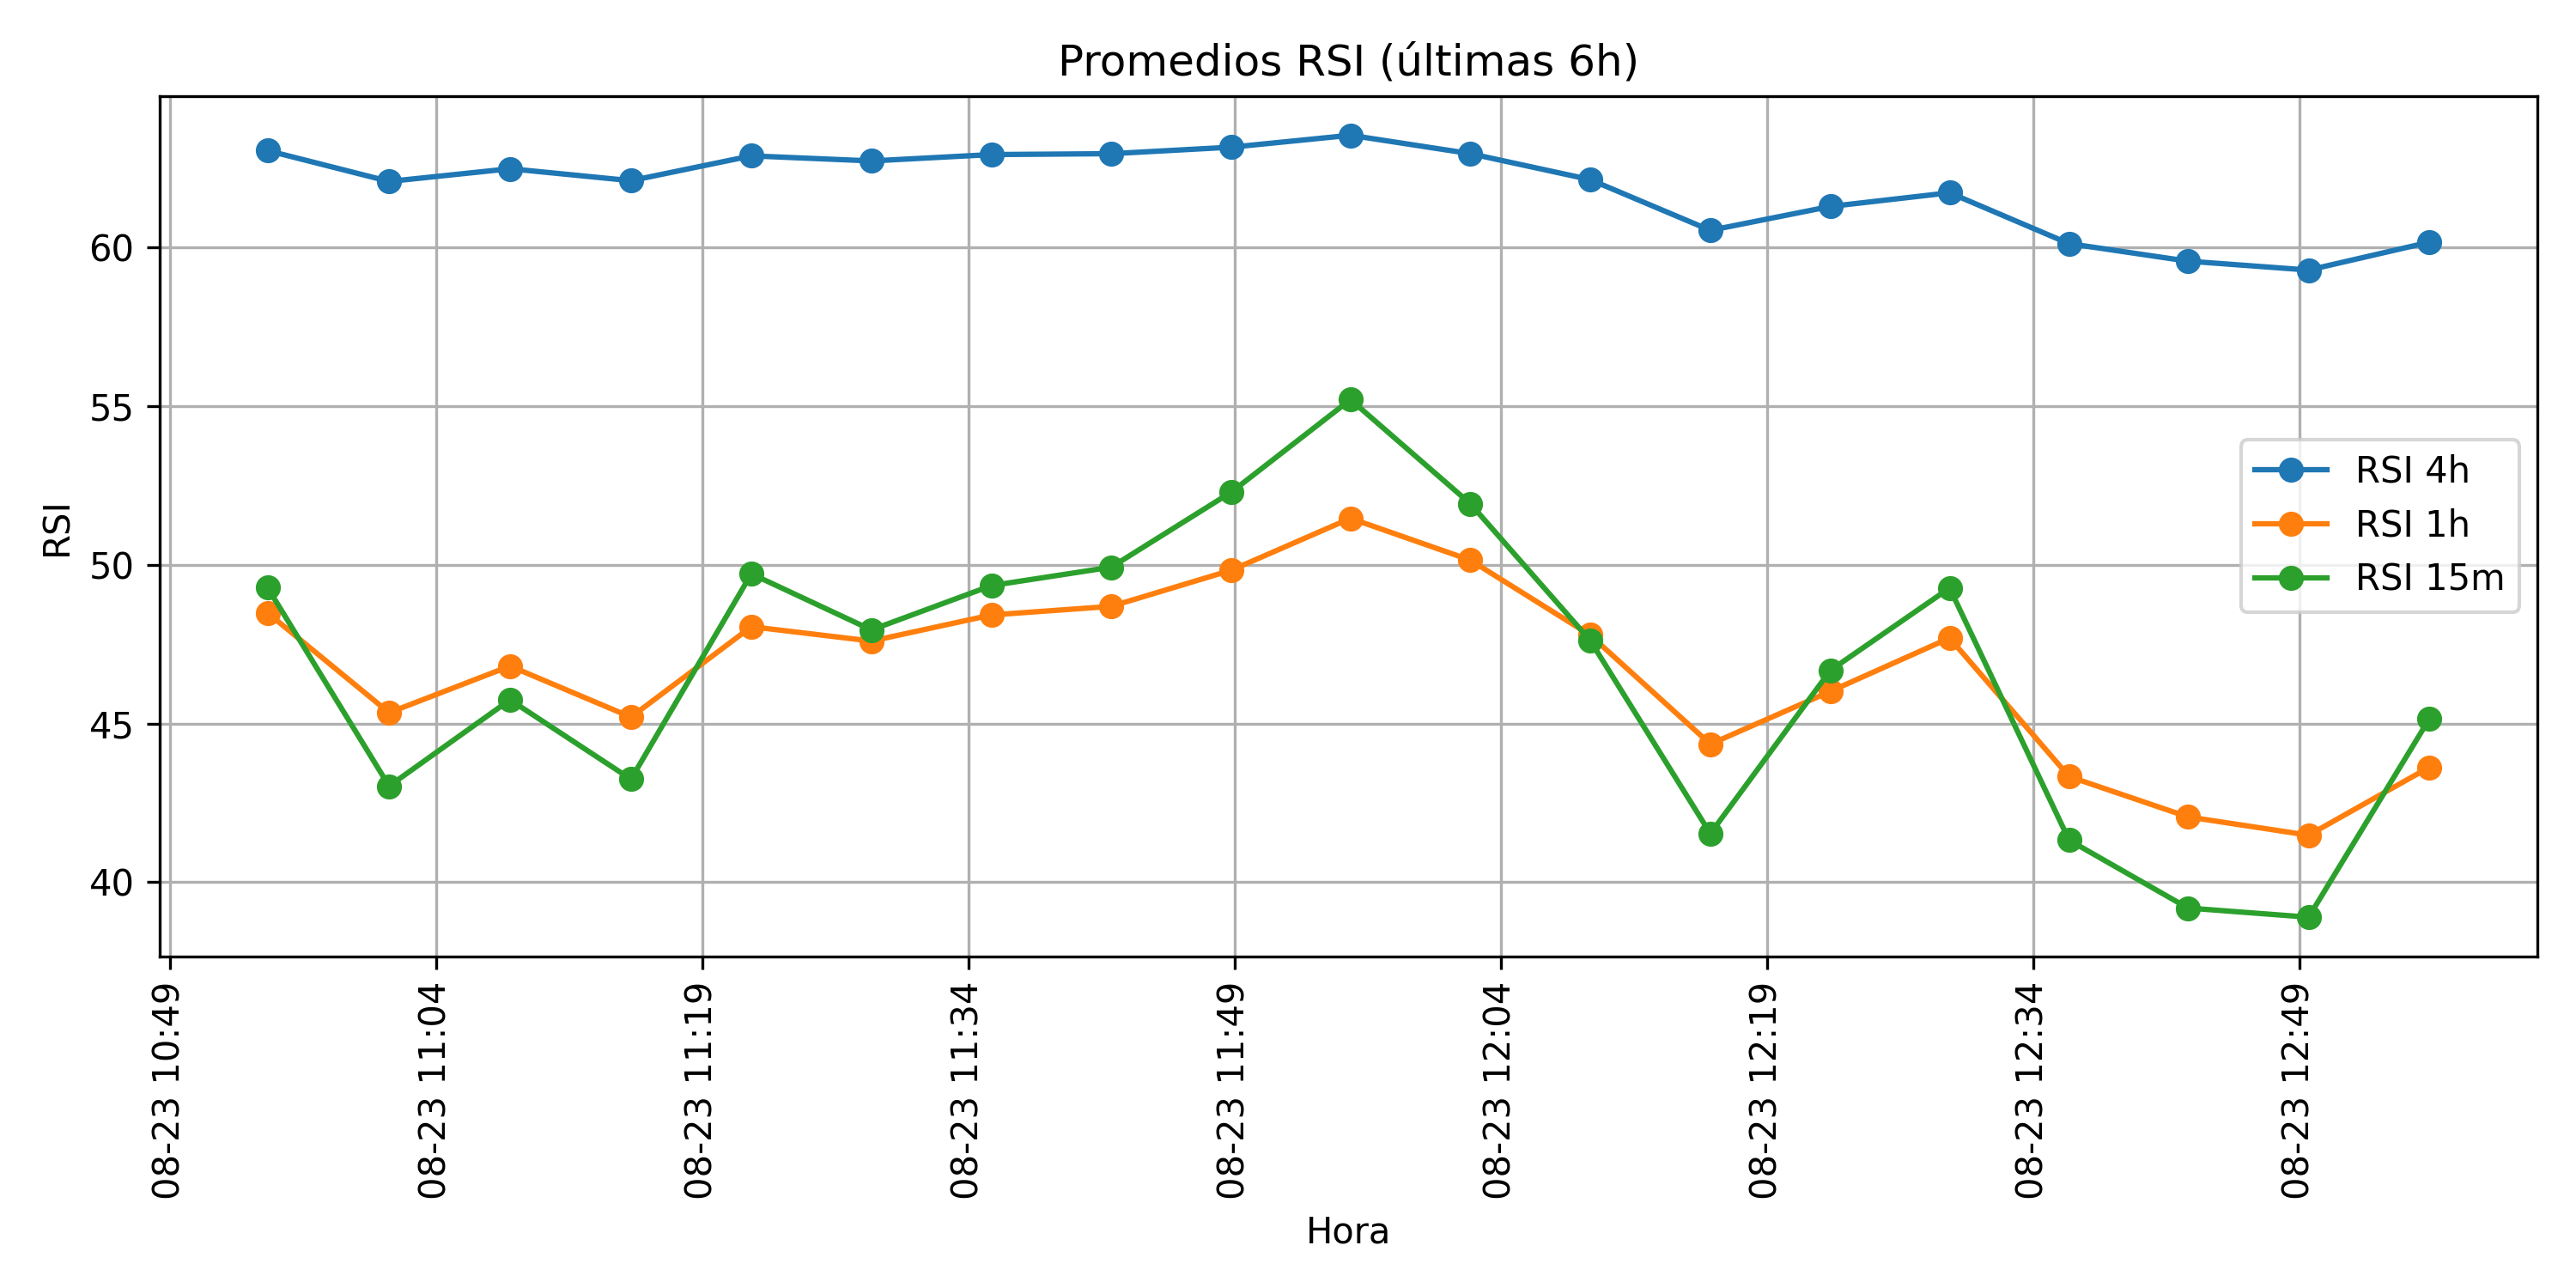 Promedios RSI (últimas 6h)
RSI
60
55
50
45
40
RSI 4h
RSI 1h
RSI 15m
08-23 10:49
08-23 11:04
08-23 11:19
08-23 11:34
08-23 11:49
08-23 12:04
08-23 12:19
08-23 12:34
08-23 12:49
Hora